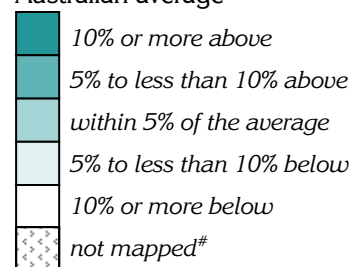 Australian average
10% or more above
5% to less than 10% above
within 5% of the average
5% to less than 10% below
10% or more below
not mapped#